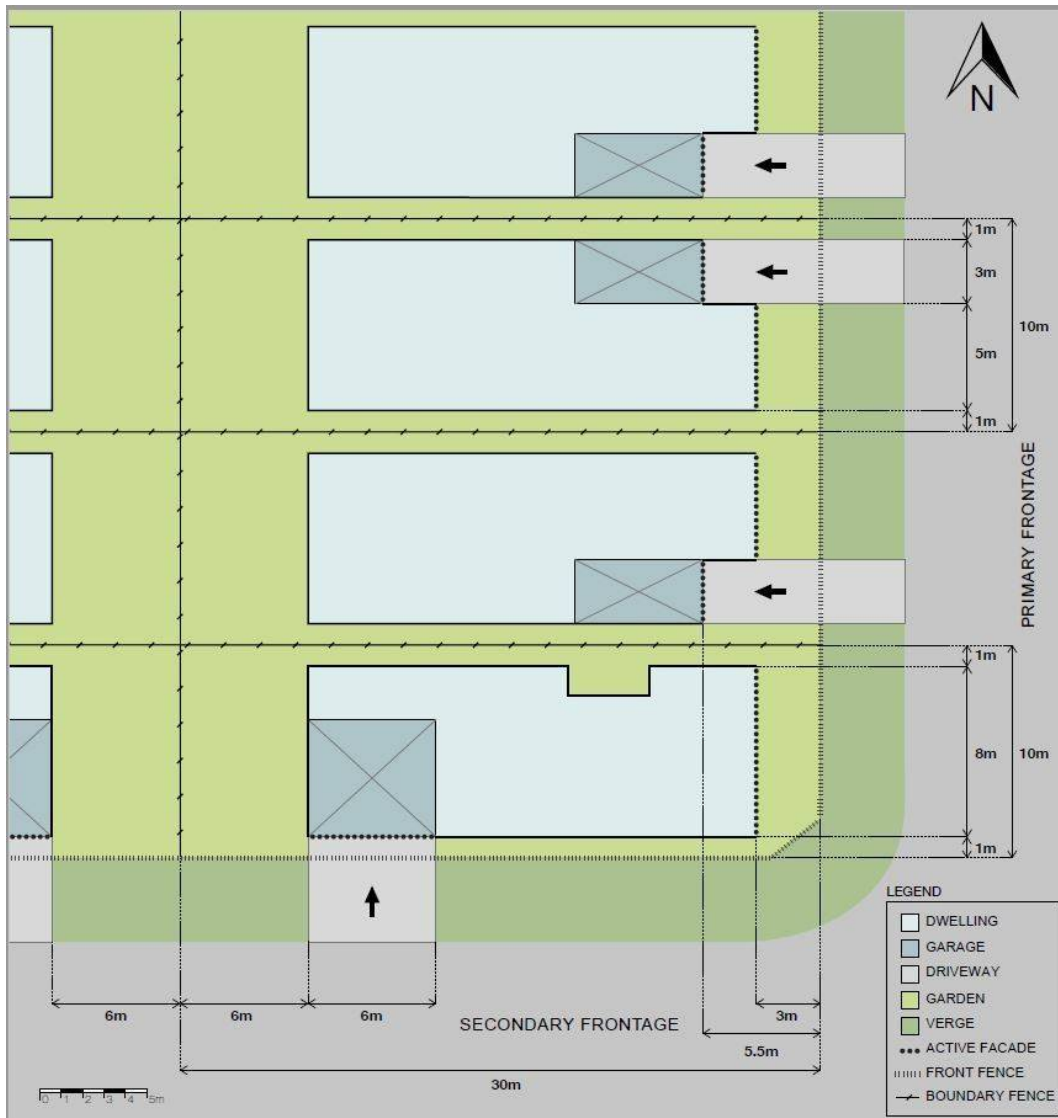 N
1m
3m
10m
5m
1m
PRIMARY FRONTAGE
1m
8m
10m
1m
LEGEND
DWELLING
GARAGE
DRIVEWAY
GARDEN
VERGE
ACTIVE FACADE
FRONT FENCE
BOUNDARY FENCE
6m
6m
6m
SECONDARY FRONTAGE
3m
5.5m
30m
0 1 2 3 4 5m